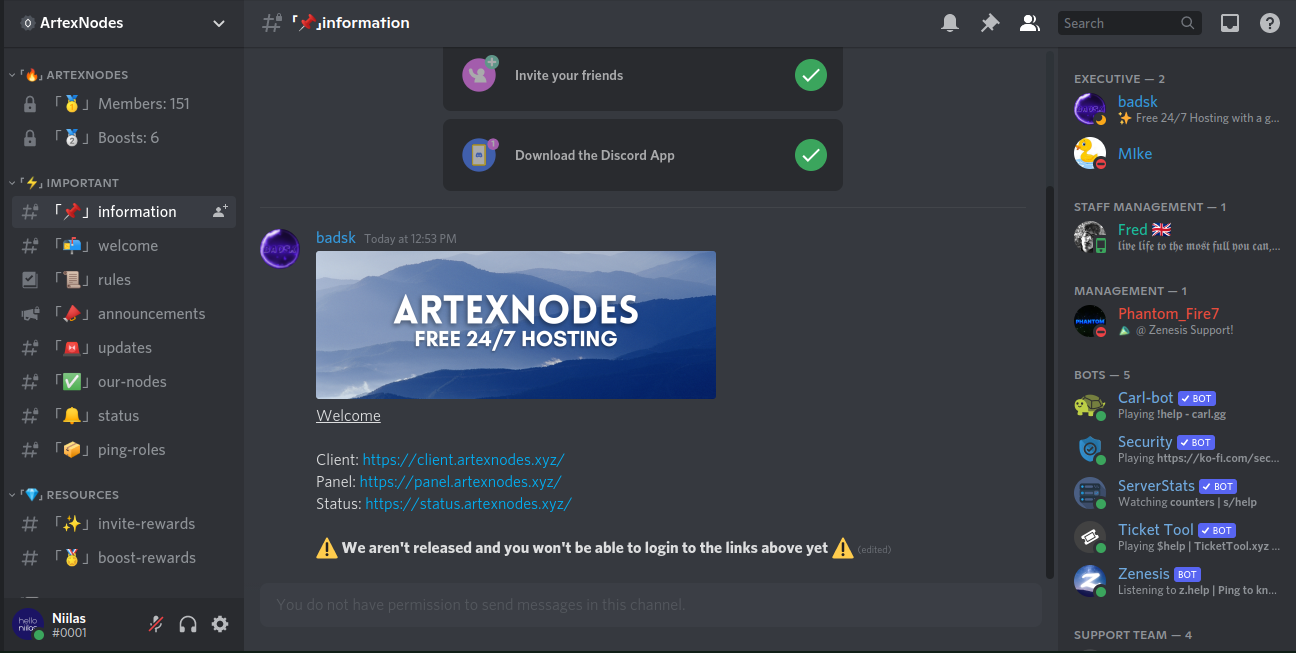 ArtexNodes
「🔥」ARTEXNODES
「🥇」Members: 151
「🥈」Boosts: 6
「⚡」IMPORTANT
「📌」information
「📬」welcome
「📜」rules
「📣」announcements
「🚨」updates
「✅」our-nodes
「🔔」status
「📦」ping-roles
「💎」RESOURCES
「✨」invite-rewards
「🏅」boost-rewards
Niilas
#0001
「📌」information
Search
Invite your friends
Download the Discord App
badsk Today at 12:53 PM
ARTEXNODES
FREE 24/7 HOSTING
Welcome
Client: https://client.artexnodes.xyz/
Panel: https://panel.artexnodes.xyz/
Status: https://status.artexnodes.xyz/
⚠️ We aren't released and you won't be able to login to the links above yet ⚠️ (edited)
You do not have permission to send messages in this channel.
EXECUTIVE — 2
badsk
✨ Free 24/7 Hosting with a g...
MIke
STAFF MANAGEMENT — 1
Fred 🇬🇧
live life to the most full you can,...
MANAGEMENT — 1
Phantom_Fire7
@ Zenesis Support!
BOTS — 5
Carl-bot ✓ BOT
Playing !help - carl.gg
Security ✓ BOT
Playing https://ko-fi.com/sec...
ServerStats ✓ BOT
Watching counters | s/help
Ticket Tool ✓ BOT
Playing $help | TicketTool.xyz ...
Zenesis BOT
Listening to z.help | Ping to kn...
SUPPORT TEAM — 4